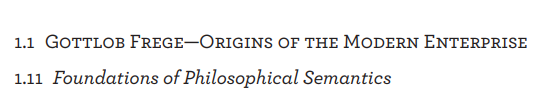 1.1 Gottlob Frege—Origins of the Modern Enterprise
1.11 Foundations of Philosophical Semantics